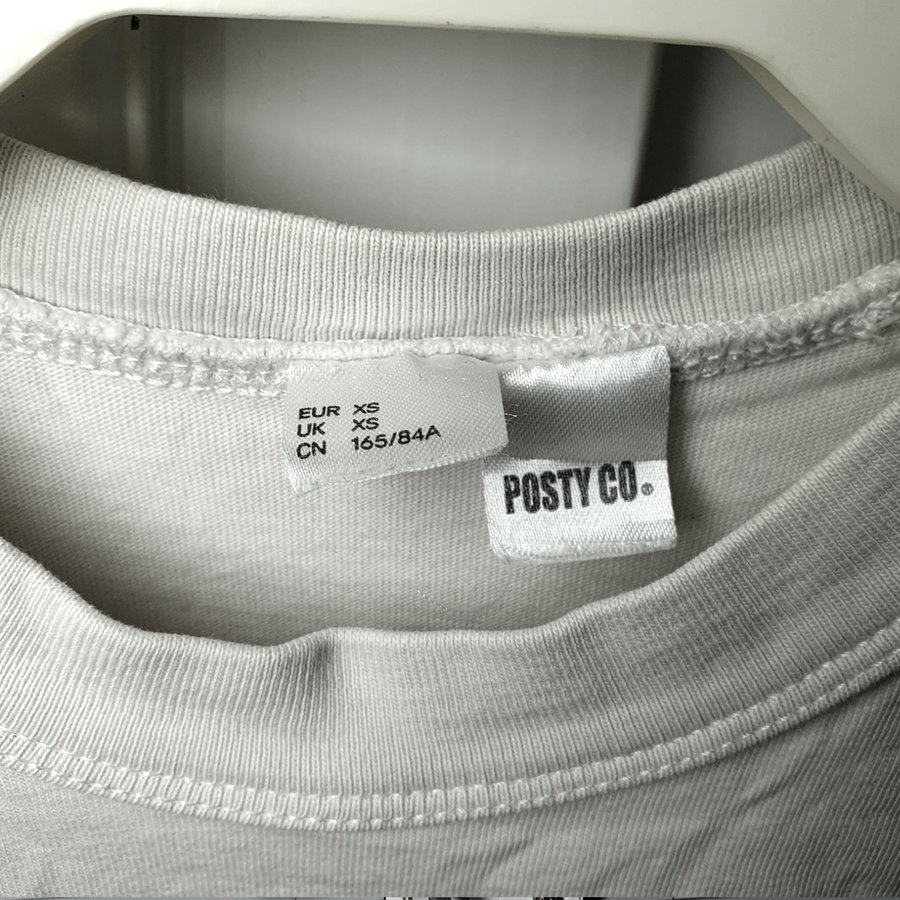 EUR XS
UK XS
CN 165/84A
POSTY CO.®